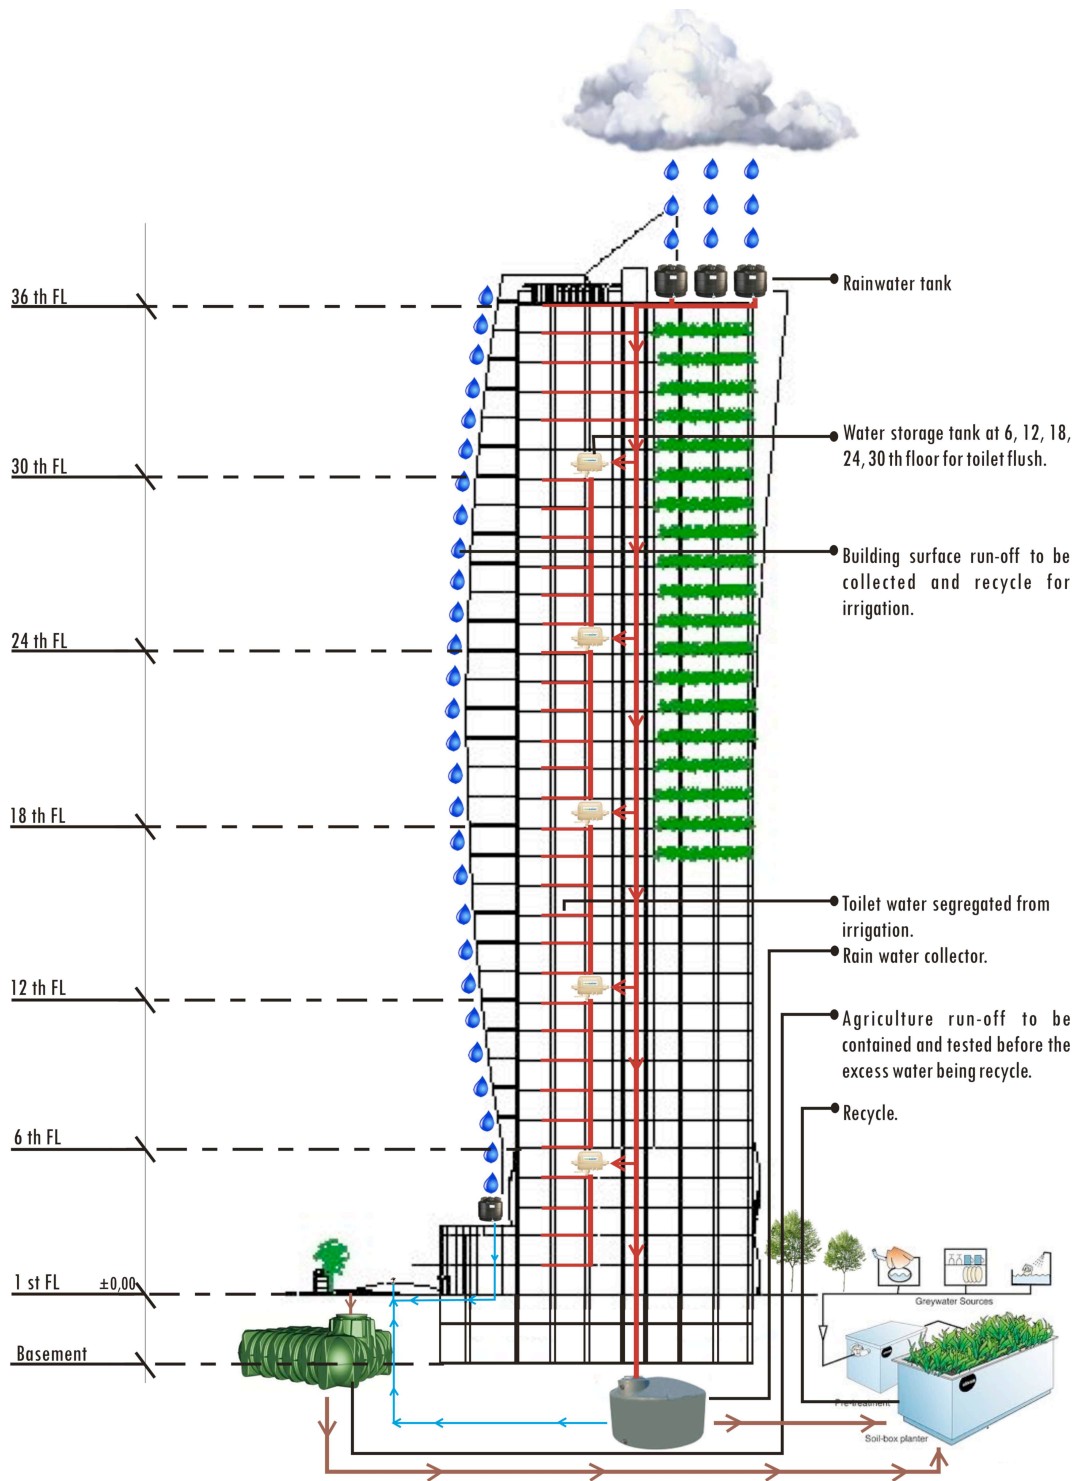 36 th FL
Rainwater tank
Water storage tank at 6, 12, 18,
24, 30 th floor for toilet flush.
30 th FL
Building surface run-off to be
collected and recycle for
irrigation.
24 th FL
18 th FL
Toilet water segregated from
irrigation.
Rain water collector.
12 th FL
Agriculture run-off to be
contained and tested before the
excess water being recycle.
Recycle.
6 th FL
1 st FL ±0,00
Greywater Sources
Basement
Pre-treatment
Soil-box planter